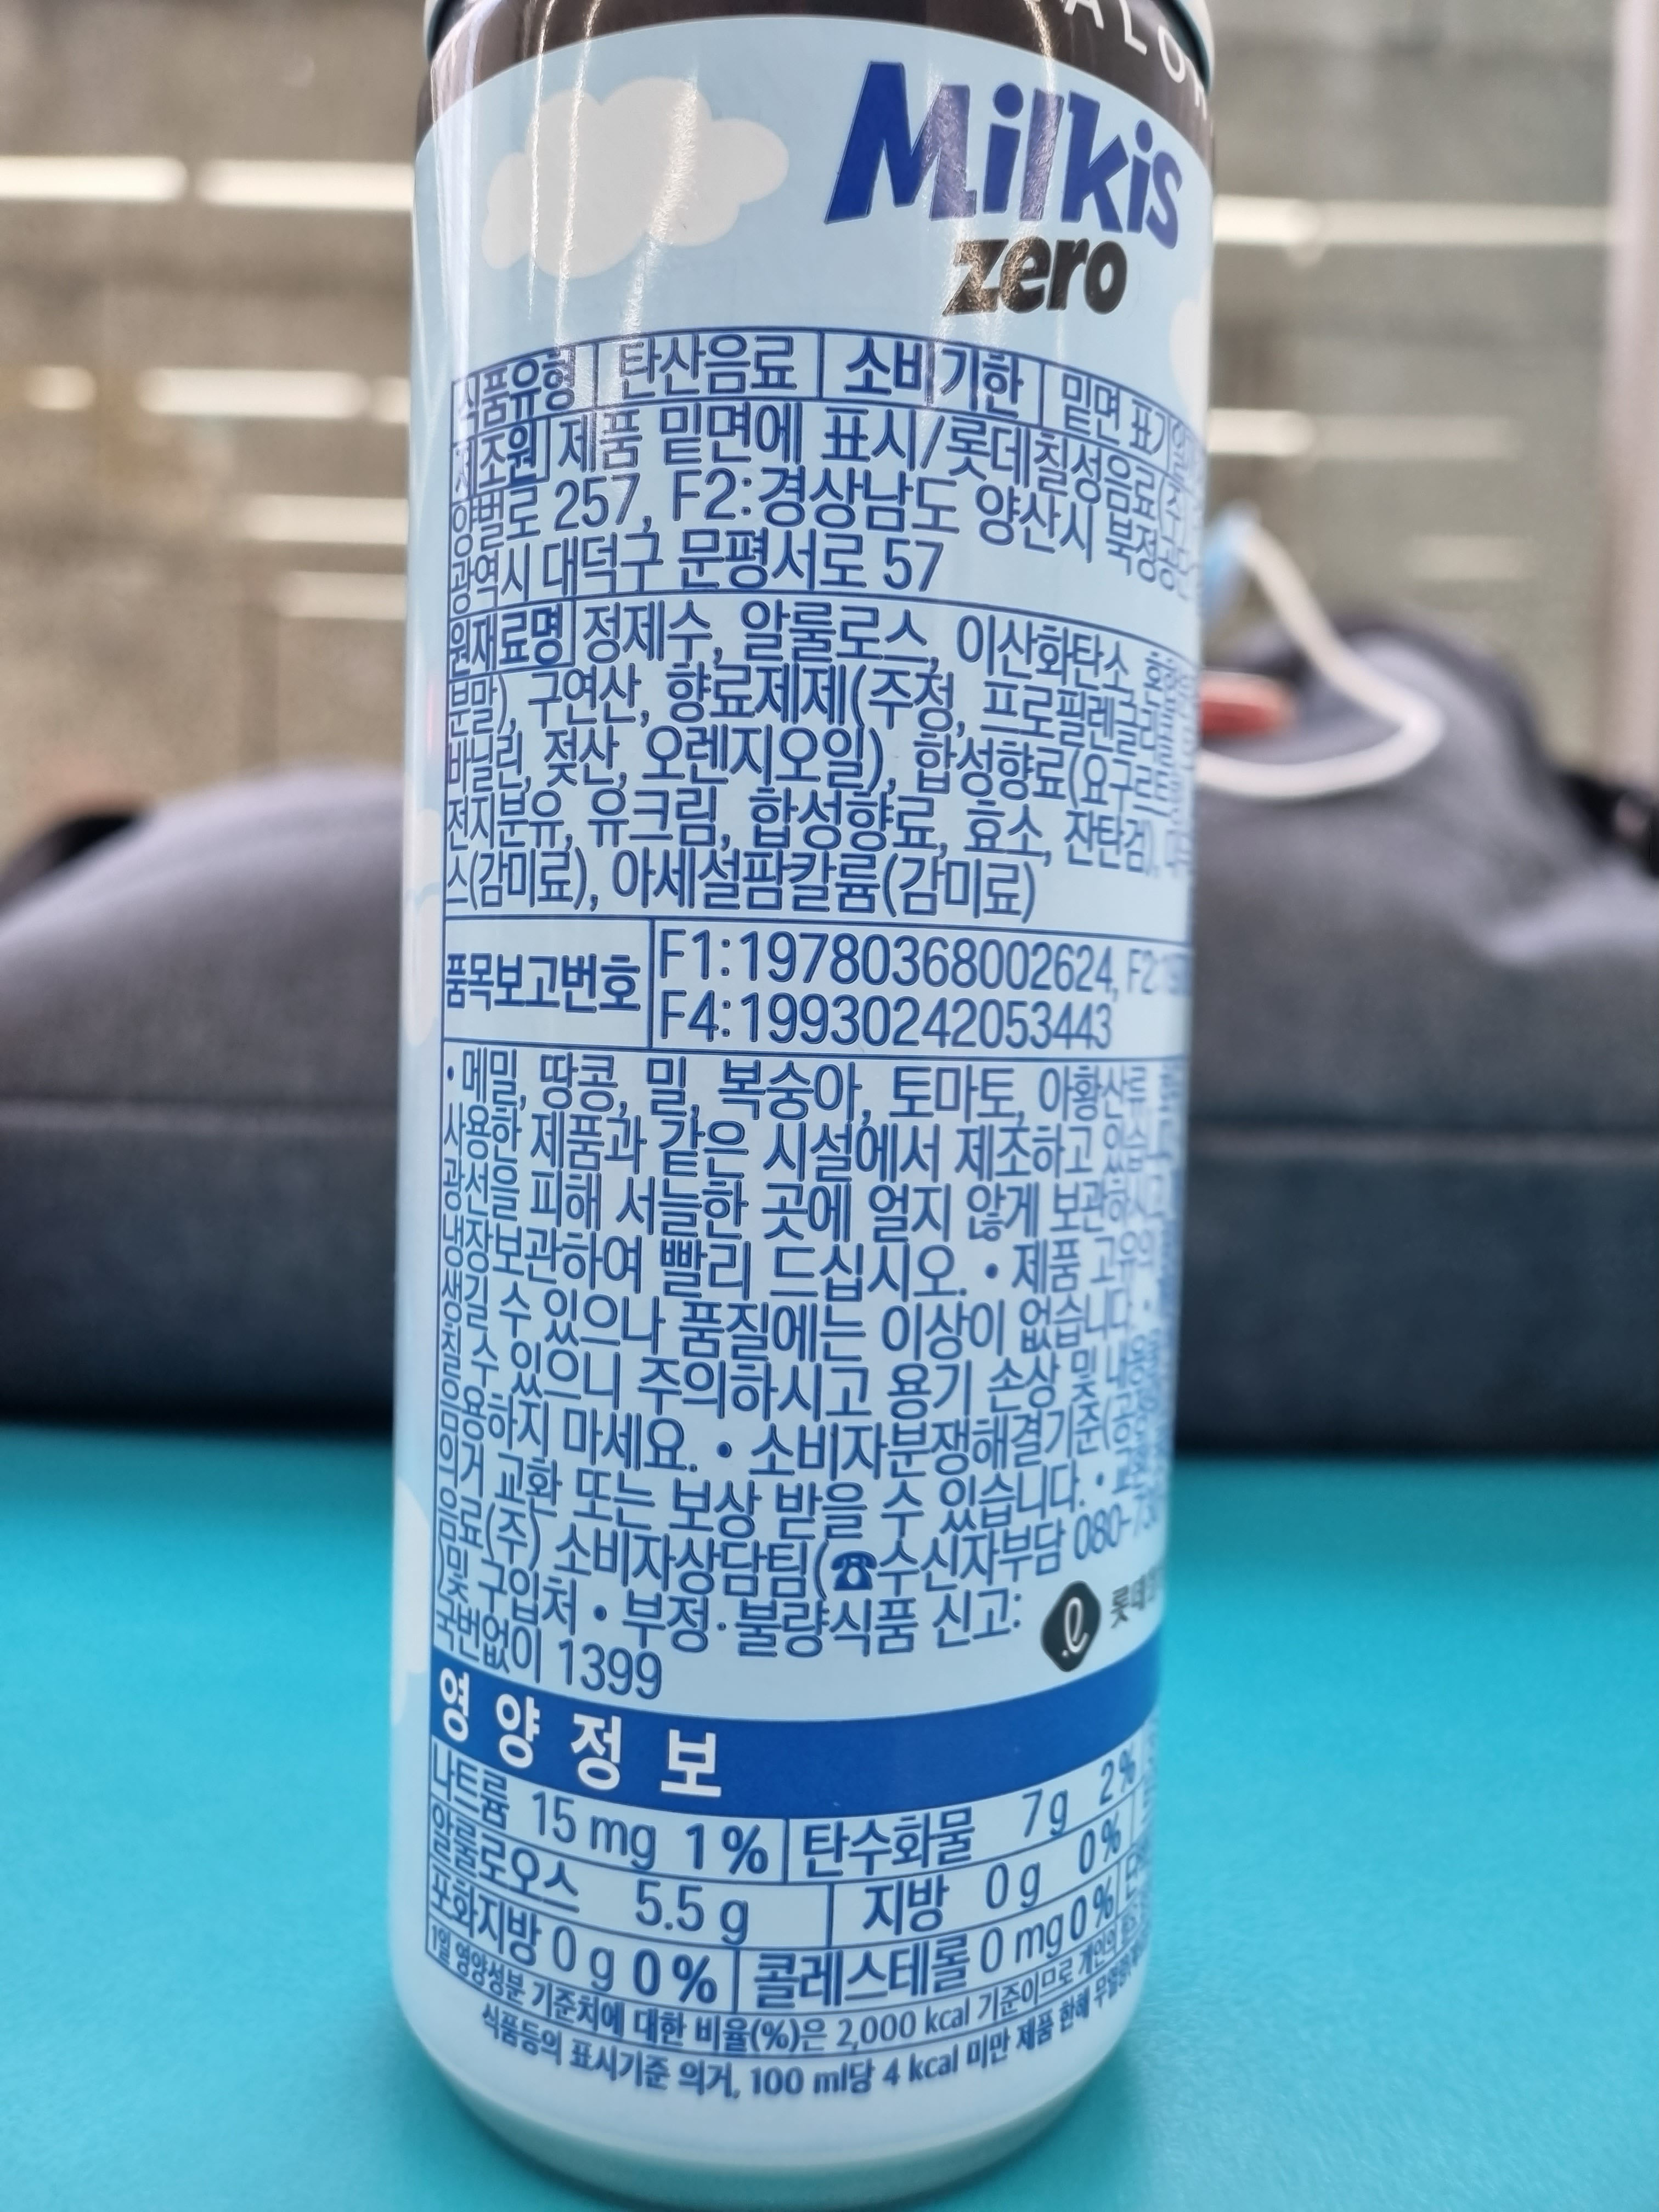 Milkis
zero
식품유형 탄산음료 소비기한 밑면 표기일
제조원 제품 밑면에 표시/롯데칠성음료(주)
양벌로 257, F2:경상남도 양산시 북정공단
광역시 대덕구 문평서로 57
원재료명 정제수, 알룰로스, 이산화탄소,
분말), 구연산, 향료제제(주정, 프로필렌글리
바닐린, 젖산, 오렌지오일), 합성향료(요구르트
전지분유, 유크림, 합성향료, 효소, 잔탄검),
스(감미료), 아세설팜칼륨(감미료)
품목보고번호 F1:19780368002624, F2:
F4:19930242053443
•메밀, 땅콩, 밀, 복숭아, 토마토, 아황산류,
사용한 제품과 같은 시설에서 제조하고 있습
광선을 피해 서늘한 곳에 얼지 않게 보관하시고,
냉장보관하여 빨리 드십시오. • 제품 고유의
생길 수 있으나 품질에는 이상이 없습니다. •
질 수 있으니 주의하시고 용기 손상 및 내용
음용하지 마세요. • 소비자분쟁해결기준(공
의거 교환 또는 보상 받을 수 있습니다. •
음료(주) 소비자상담팀(☎수신자부담 080-73
)및 구입처 • 부정·불량식품 신고:
국번없이 1399
롯데
영양정보
나트륨 15 mg 1% 탄수화물 7 g 2%
알룰로오스 5.5 g 지방 0 g 0%
포화지방 0 g 0% 콜레스테롤 0 mg 0%
1일 영양성분 기준치에 대한 비율(%)은 2,000 kcal 기준이므로 개인의
식품등의 표시기준 의거, 100 ml당 4 kcal 미만 제품 한해